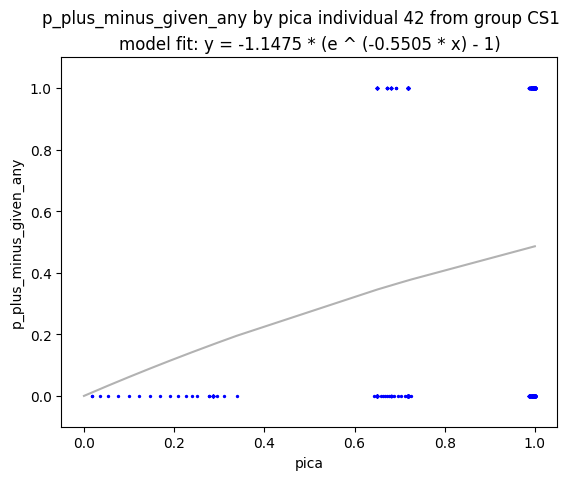 p_plus_minus_given_any by pica individual 42 from group CS1
model fit: y = -1.1475 * (e ^ (-0.5505 * x) - 1)
1.0
0.8
0.6
0.4
0.2
0.0
p_plus_minus_given_any
0.0 0.2 0.4 0.6 0.8 1.0
pica